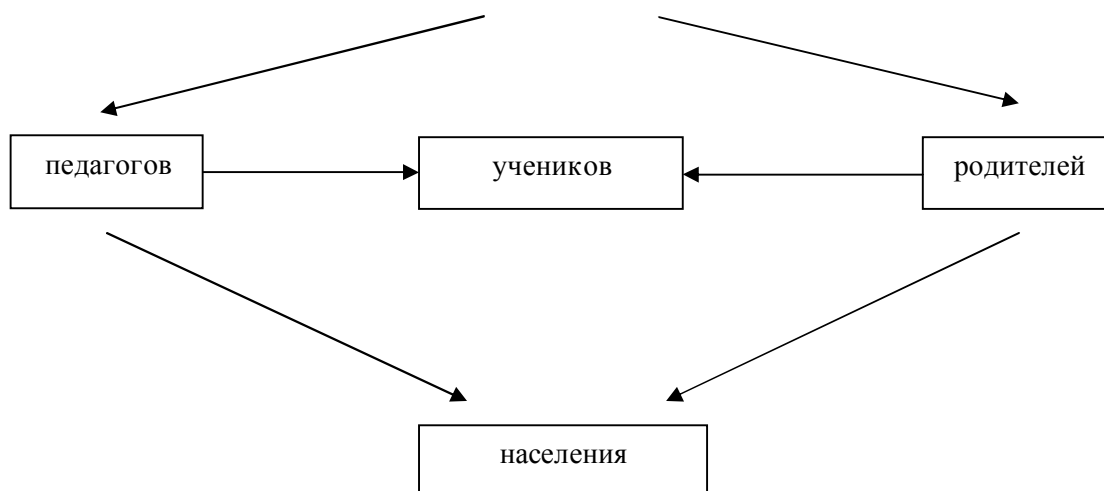 педагогов
учеников
родителей
населения